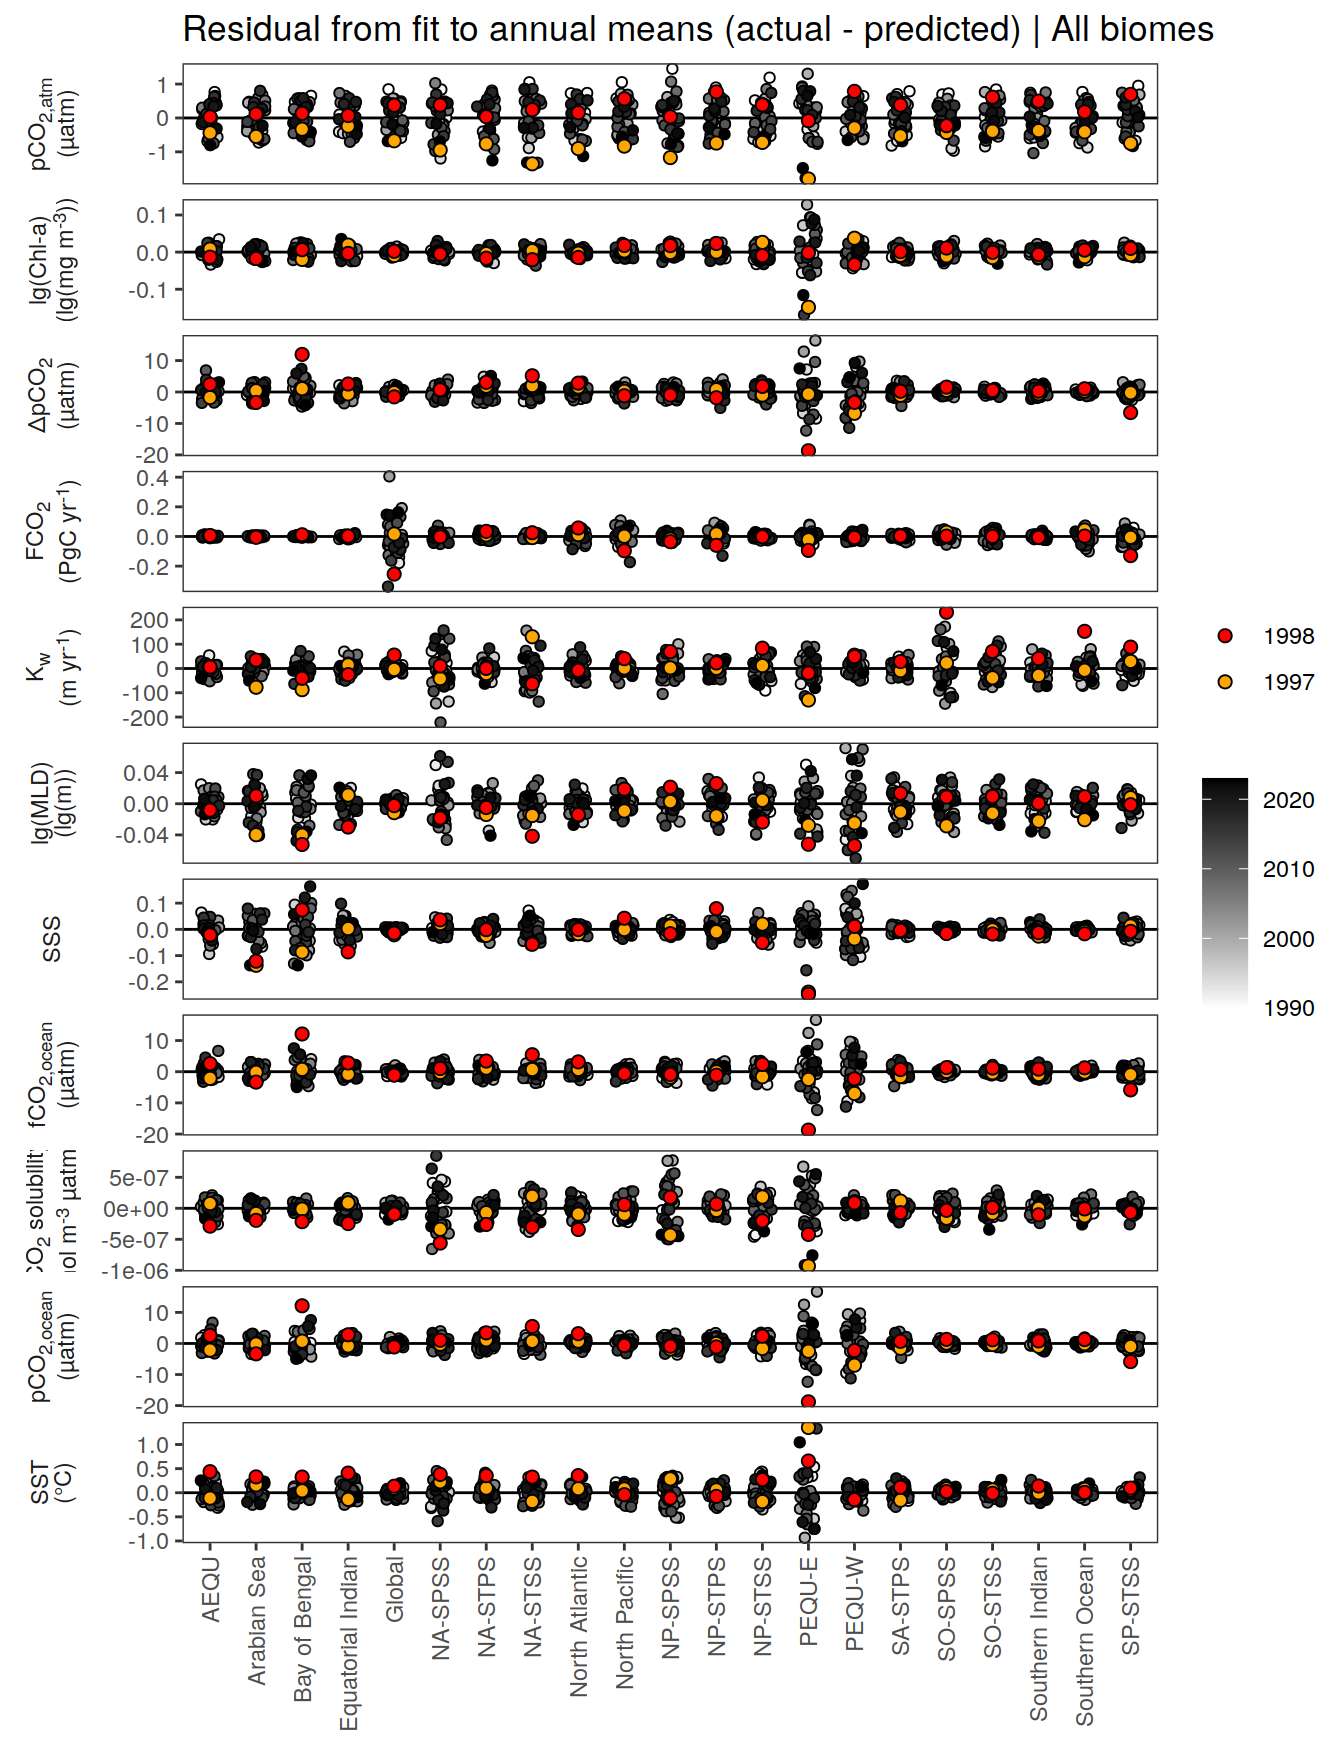 Residual from fit to annual means (actual - predicted) | All biomes
pCO2,atm
(µatm)
1
0
-1
lg(Chl-a)
(lg(mg m-3))
0.1
0.0
-0.1
ΔpCO2
(µatm)
10
0
-10
-20
FCO2
(PgC yr-1)
0.4
0.2
0.0
-0.2
Kw
(m yr-1)
200
100
0
-100
-200
lg(MLD)
(lg(m))
0.04
0.00
-0.04
SSS
0.1
0.0
-0.1
-0.2
fCO2,ocean
(µatm)
10
0
-10
-20
CO2 solubility
ol m-3 µatm
5e-07
0e+00
-5e-07
-1e-06
pCO2,ocean
(µatm)
10
0
-10
-20
SST
(°C)
1.0
0.5
0.0
-0.5
-1.0
AEQU
Arabian Sea
Bay of Bengal
Equatorial Indian
Global
NA-SPSS
NA-STPS
NA-STSS
North Atlantic
North Pacific
NP-SPSS
NP-STPS
NP-STSS
PEQU-E
PEQU-W
SA-STPS
SO-SPSS
SO-STSS
Southern Indian
Southern Ocean
SP-STSS
1998
1997
2020
2010
2000
1990